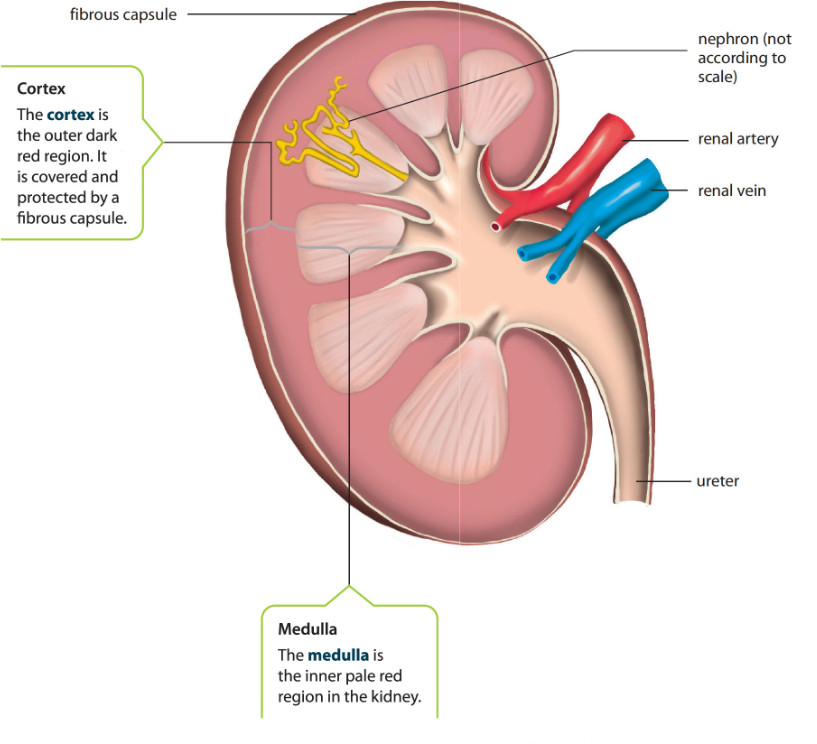 fibrous capsule
nephron (not
according to
scale)
Cortex
The cortex is
the outer dark
red region. It
is covered and
protected by a
fibrous capsule.
renal artery
renal vein
ureter
Medulla
The medulla is
the inner pale red
region in the kidney.